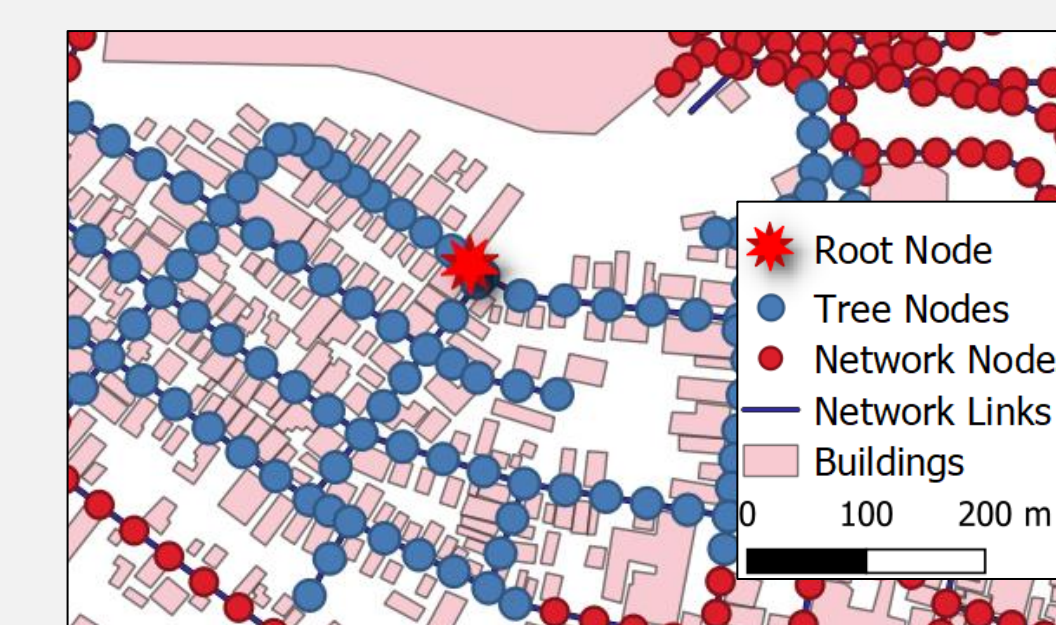 Root Node
Tree Nodes
Network Node
Network Links
Buildings
0 100 200 m